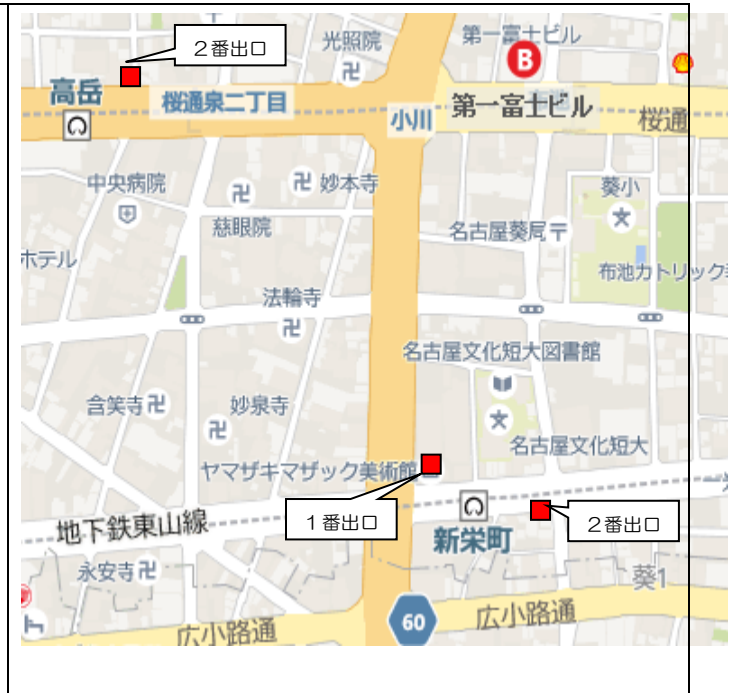 2番出口
光照院
第一富士ビル
B
高岳
桜通泉二丁目
小川
第一富士ビル
桜通
中央病院
妙本寺
葵小
慈眼院
名古屋葵局
ホテル
布池カトリック
法輪寺
名古屋文化短大図書館
含笑寺
妙泉寺
名古屋文化短大
ヤマザキマザック美術館
1番出口
2番出口
地下鉄東山線
新栄町
永安寺
葵1
60
広小路通
広小路通